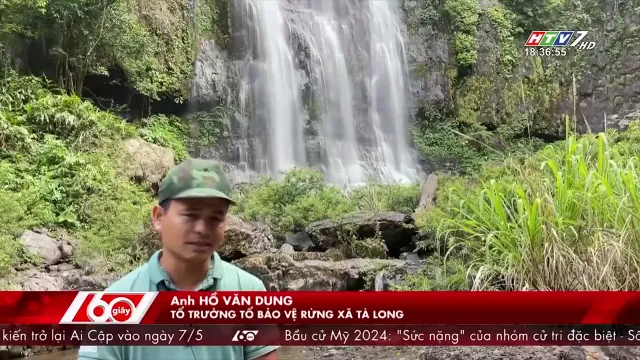 HTV7 HD
18:36:55
60 giây
Anh HỒ VĂN DUNG
TỔ TRƯỞNG TỔ BẢO VỆ RỪNG XÃ TÀ LONG
kiến trở lại Ai Cập vào ngày 7/5
60 giây
Bầu cử Mỹ 2024: "Sức nặng" của nhóm cử tri đặc biệt - S